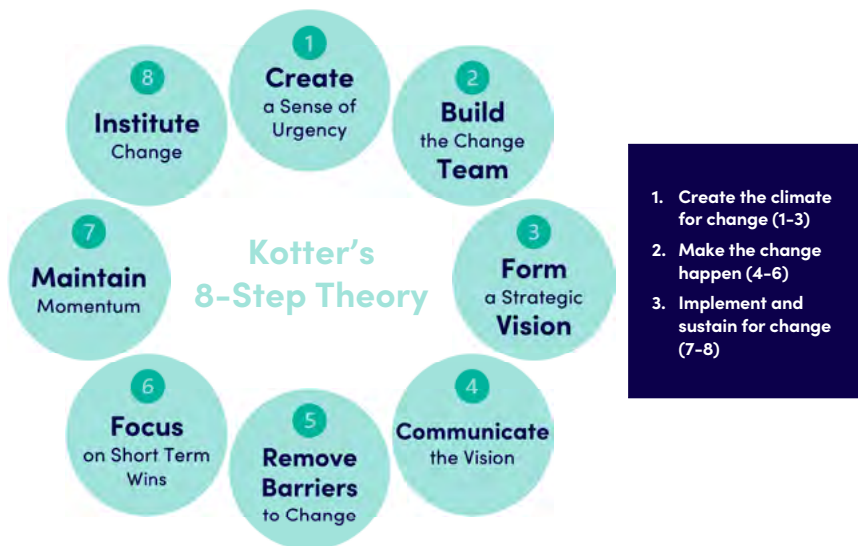 1
Create
a Sense of
Urgency
2
Build
the Change
Team
3
Form
a Strategic
Vision
4
Communicate
the Vision
5
Remove
Barriers
to Change
6
Focus
on Short Term
Wins
7
Maintain
Momentum
8
Institute
Change
Kotter's
8-Step Theory
1. Create the climate
for change (1-3)
2. Make the change
happen (4-6)
3. Implement and
sustain for change
(7-8)